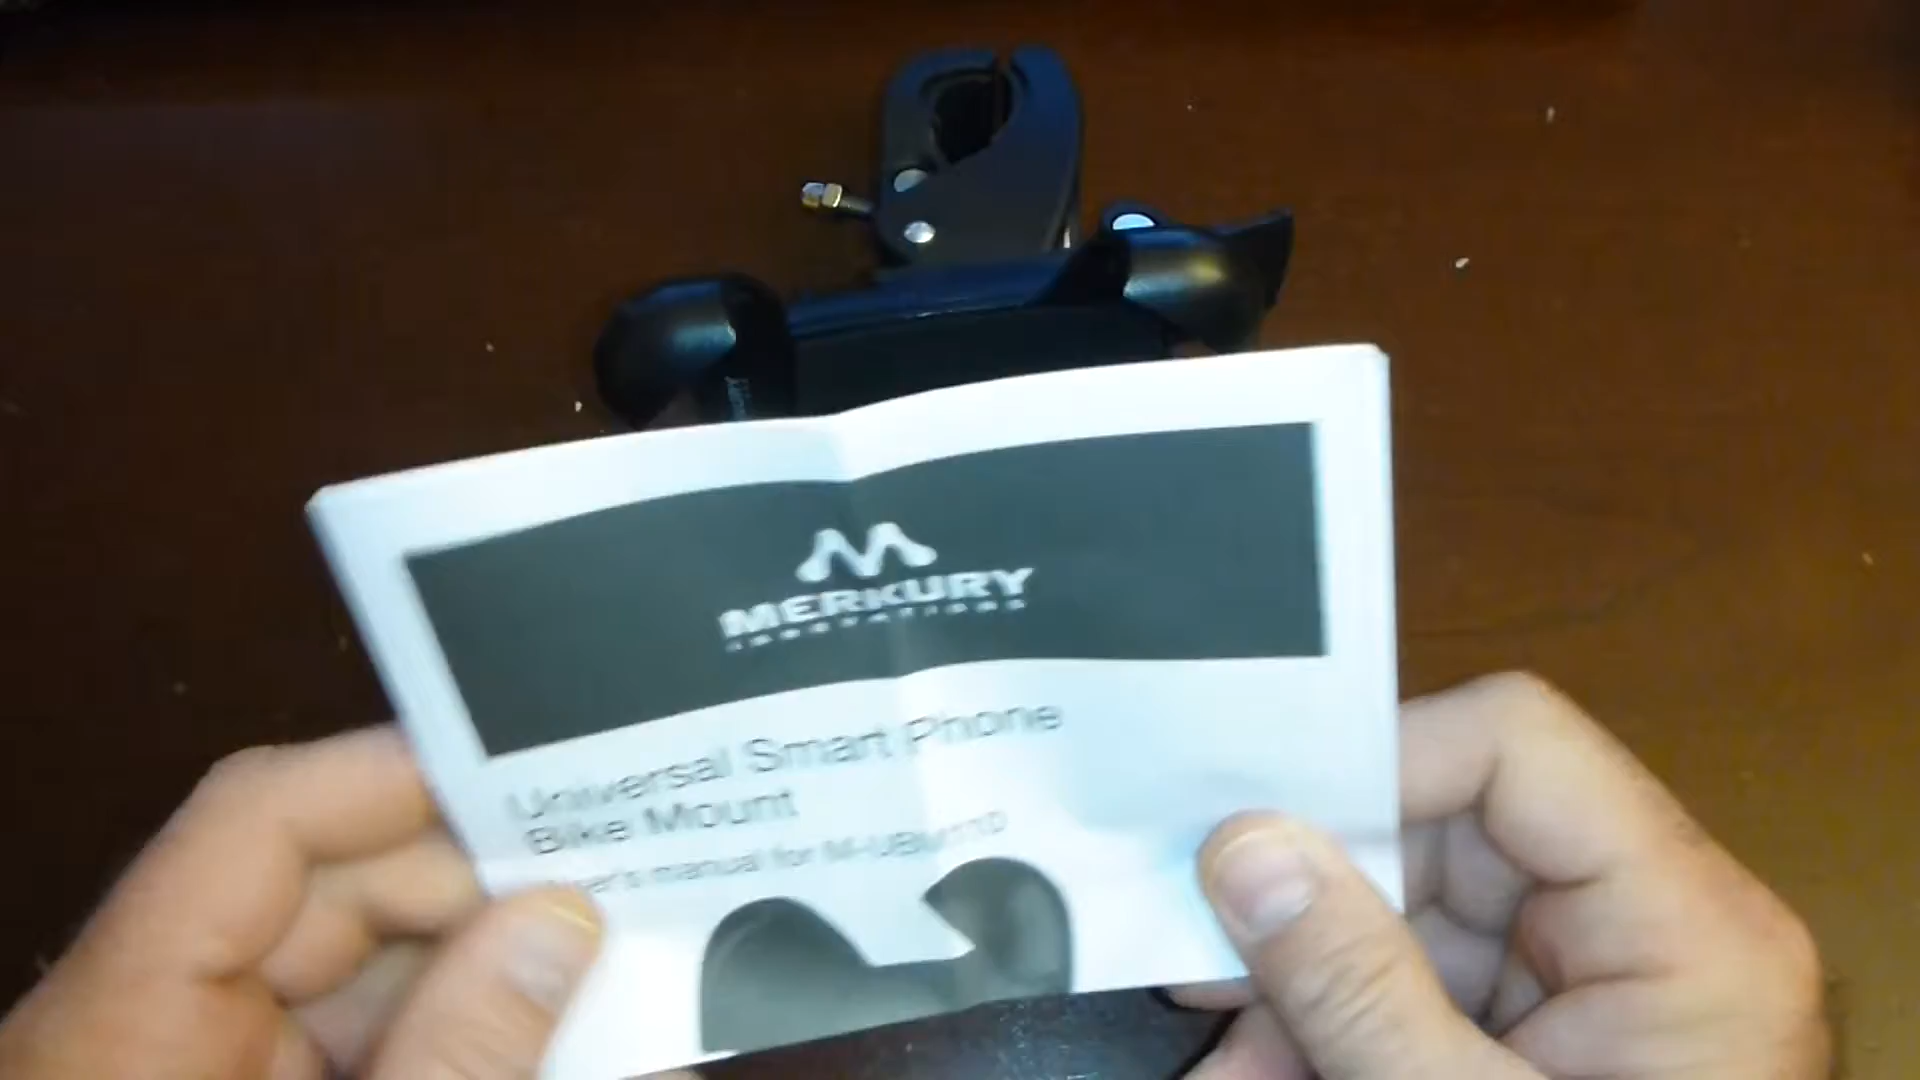 MERKURY
INNOVATIONS
Universal Smart Phone
Bike Mount
User's manual for